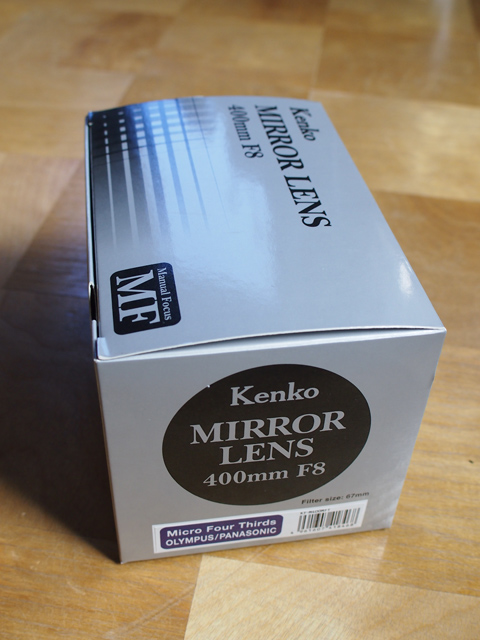 Kenko
MIRROR LENS
400mm F8
Manual Focus
MF
Kenko
MIRROR
LENS
400mm F8
Filter size: 67mm
Micro Four Thirds
OLYMPUS/PANASONIC